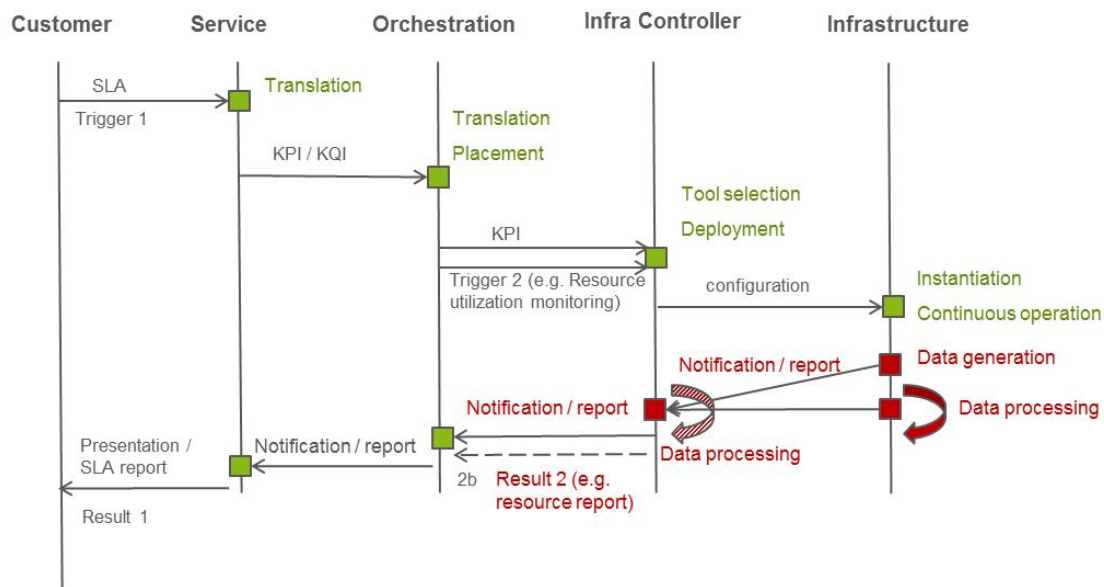 Customer
Service
Orchestration
Infra Controller
Infrastructure
SLA
Trigger 1
Translation
KPI / KQI
Translation
Placement
KPI
Trigger 2 (e.g. Resource
utilization monitoring)
Tool selection
Deployment
configuration
Instantiation
Continuous operation
Data generation
Notification / report
Data processing
Notification / report
Data processing
Presentation /
SLA report
Notification / report
2b
Result 2 (e.g.
resource report)
Result 1